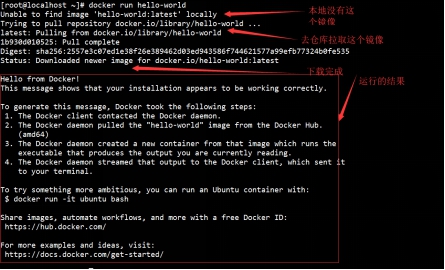 [root@localhost ~]# docker run hello-world
Unable to find image 'hello-world:latest' locally
本地没有这个镜像
Trying to pull repository docker.io/library/hello-world ...
latest: Pulling from docker.io/library/hello-world
去仓库拉取这个镜像
1b930d010525: Pull complete
Digest: sha256:2557e3c07ed1e38f26e389462d03ed943586f744621577a99efb77324b0fe535
Status: Downloaded newer image for docker.io/hello-world:latest
下载完成
Hello from Docker!
运行的结果
This message shows that your installation appears to be working correctly.
To generate this message, Docker took the following steps:
1. The Docker client contacted the Docker daemon.
2. The Docker daemon pulled the "hello-world" image from the Docker Hub.
(amd64)
3. The Docker daemon created a new container from that image which runs the
executable that produces the output you are currently reading.
4. The Docker daemon streamed that output to the Docker client, which sent it
to your terminal.
To try something more ambitious, you can run an Ubuntu container with:
$ docker run -it ubuntu bash
Share images, automate workflows, and more with a free Docker ID:
https://hub.docker.com/
For more examples and ideas, visit:
https://docs.docker.com/get-started/